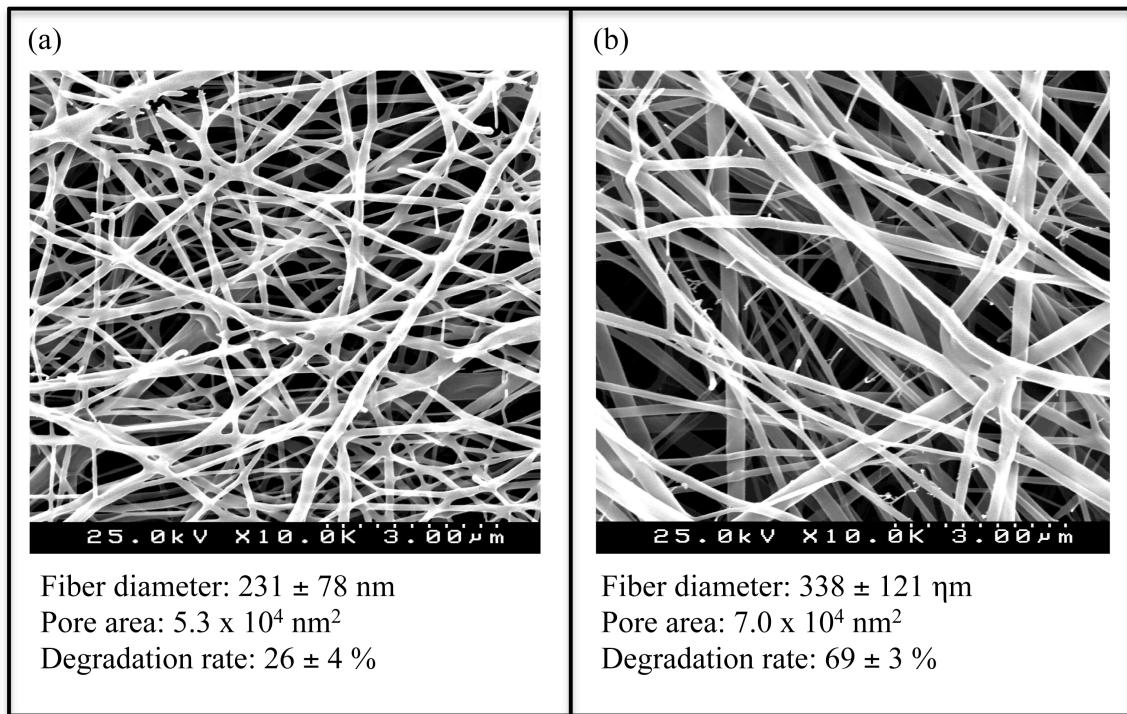 (a)
25.0kV X10.0K 3.00µm
Fiber diameter: 231 ± 78 nm
Pore area: 5.3 x 10⁴ nm²
Degradation rate: 26 ± 4 %
(b)
25.0kV X10.0K 3.00µm
Fiber diameter: 338 ± 121 ηm
Pore area: 7.0 x 10⁴ nm²
Degradation rate: 69 ± 3 %